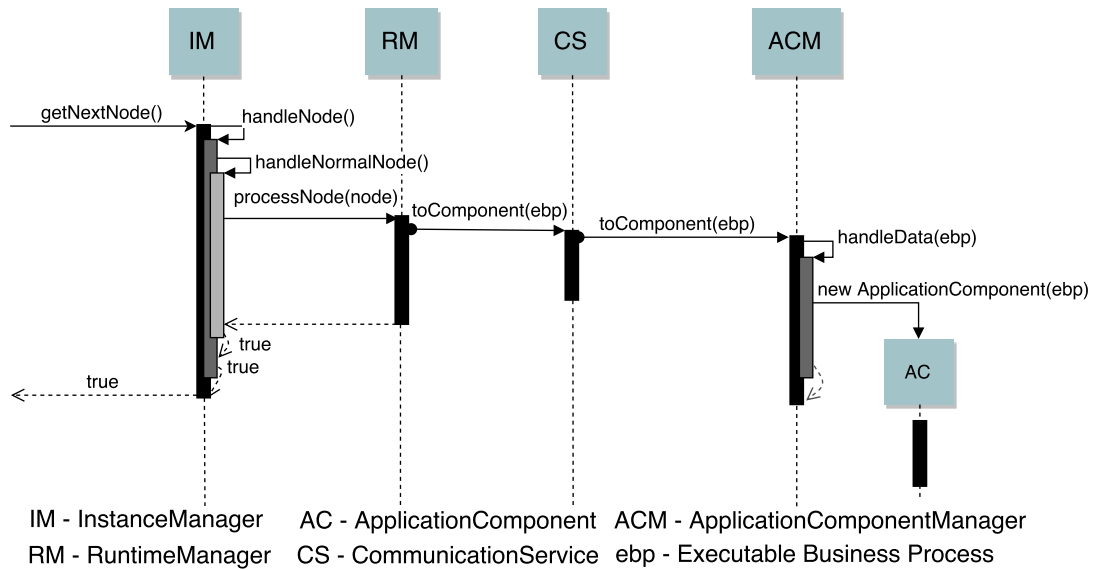 IM
RM
CS
ACM
getNextNode()
handleNode()
handleNormalNode()
processNode(node)
toComponent(ebp)
toComponent(ebp)
handleData(ebp)
new ApplicationComponent(ebp)
true
AC
true
true
IM - InstanceManager
AC - ApplicationComponent
ACM - ApplicationComponentManager
RM - RuntimeManager
CS - CommunicationService
ebp - Executable Business Process